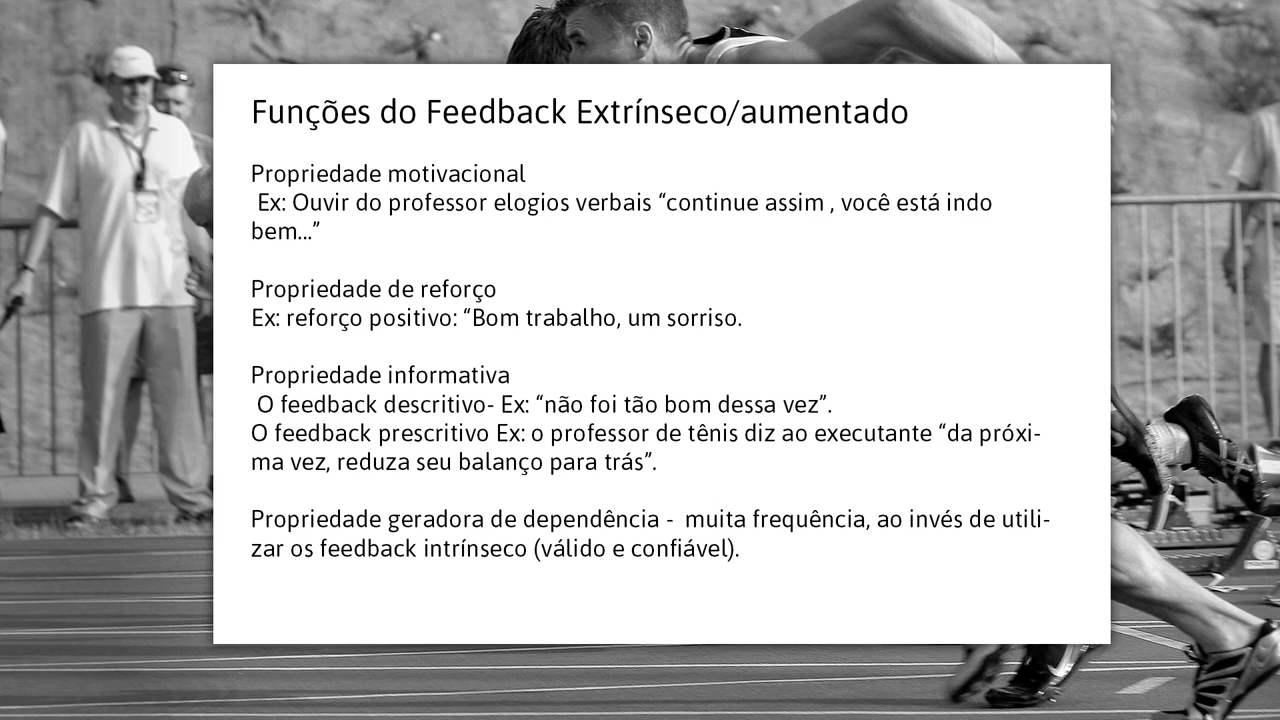 Funções do Feedback Extrínseco/aumentado
Propriedade motivacional
Ex: Ouvir do professor elogios verbais “continue assim , você está indo
bem...”
Propriedade de reforço
Ex: reforço positivo: “Bom trabalho, um sorriso.
Propriedade informativa
O feedback descritivo- Ex: “não foi tão bom dessa vez”.
O feedback prescritivo Ex: o professor de tênis diz ao executante “da próxi-
ma vez, reduza seu balanço para trás”.
Propriedade geradora de dependência -  muita frequência, ao invés de utili-
zar os feedback intrínseco (válido e confiável).